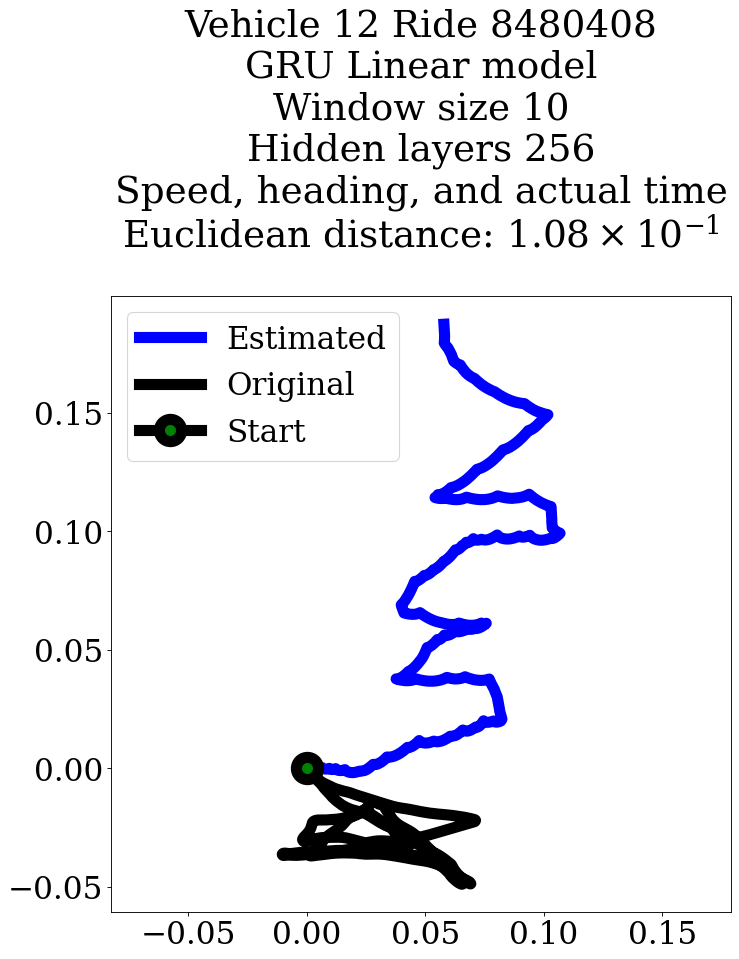 Vehicle 12 Ride 8480408
GRU Linear model
Window size 10
Hidden layers 256
Speed, heading, and actual time
Euclidean distance: 1.08 × 10⁻¹
Estimated
Original
Start
0.15
0.10
0.05
0.00
−0.05
−0.05 0.00 0.05 0.10 0.15